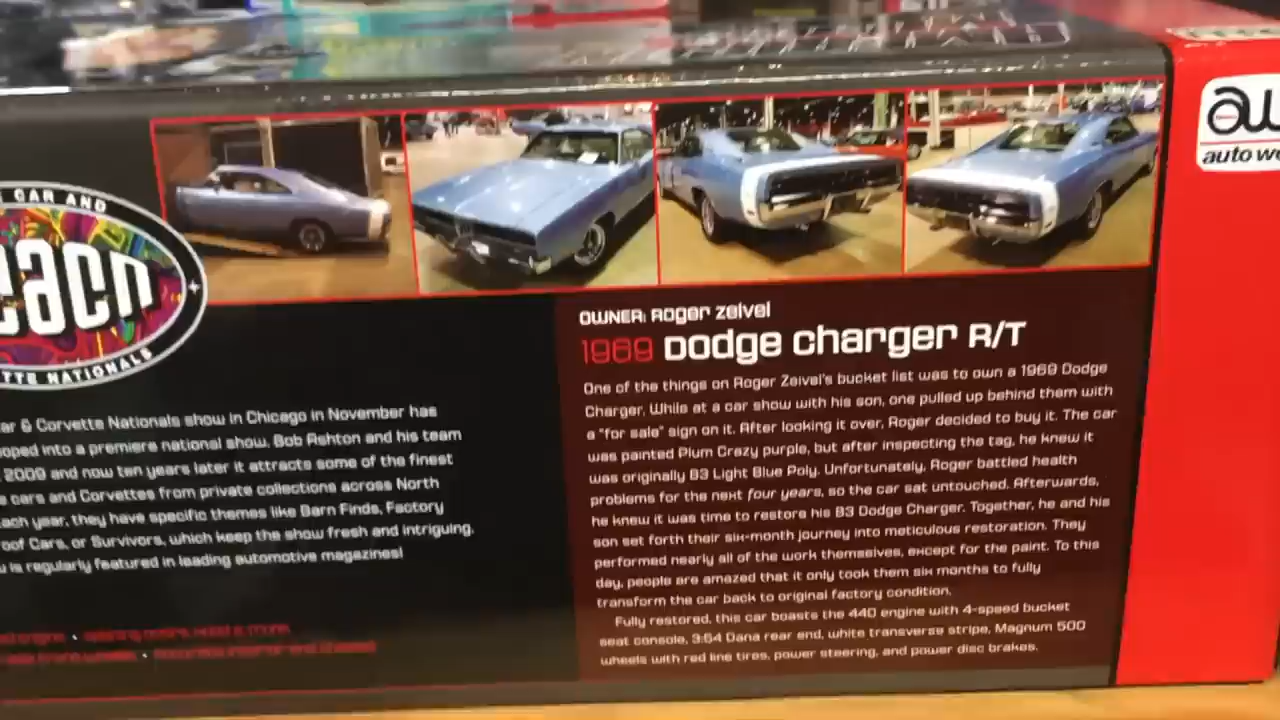 CAR AND
TTE NATIONALS
aw
auto wo
OWNER: Roger Zeivel
1969 Dodge Charger R/T
One of the things on Roger Zeivel's bucket list was to own a 1969 Dodge
Charger. While at a car show with his son, one pulled up behind them with
a "for sale" sign on it. After looking it over, Roger decided to buy it. The car
was painted Plum Crazy purple, but after inspecting the tag, he knew it
was originally B3 Light Blue Poly. Unfortunately, Roger battled health
problems for the next four years, so the car sat untouched. Afterwards,
he knew it was time to restore his B3 Dodge Charger. Together, he and his
son set forth their six-month journey into meticulous restoration. They
performed nearly all of the work themselves, except for the paint. To this
day, people are amazed that it only took them six months to fully
transform the car back to original factory condition.
Fully restored, this car boasts the 440 engine with 4-speed bucket
seat console, 3:54 Dana rear end, white transverse stripe, Magnum 500
wheels with red line tires, power steering, and power disc brakes.
ar & Corvette Nationals show in Chicago in November has
oped into a premiere national show. Bob Ashton and his team
2009 and now ten years later it attracts some of the finest
e cars and Corvettes from private collections across North
ach year, they have specific themes like Barn Finds, Factory
oof Cars, or Survivors, which keep the show fresh and intriguing.
w is regularly featured in leading automotive magazines!